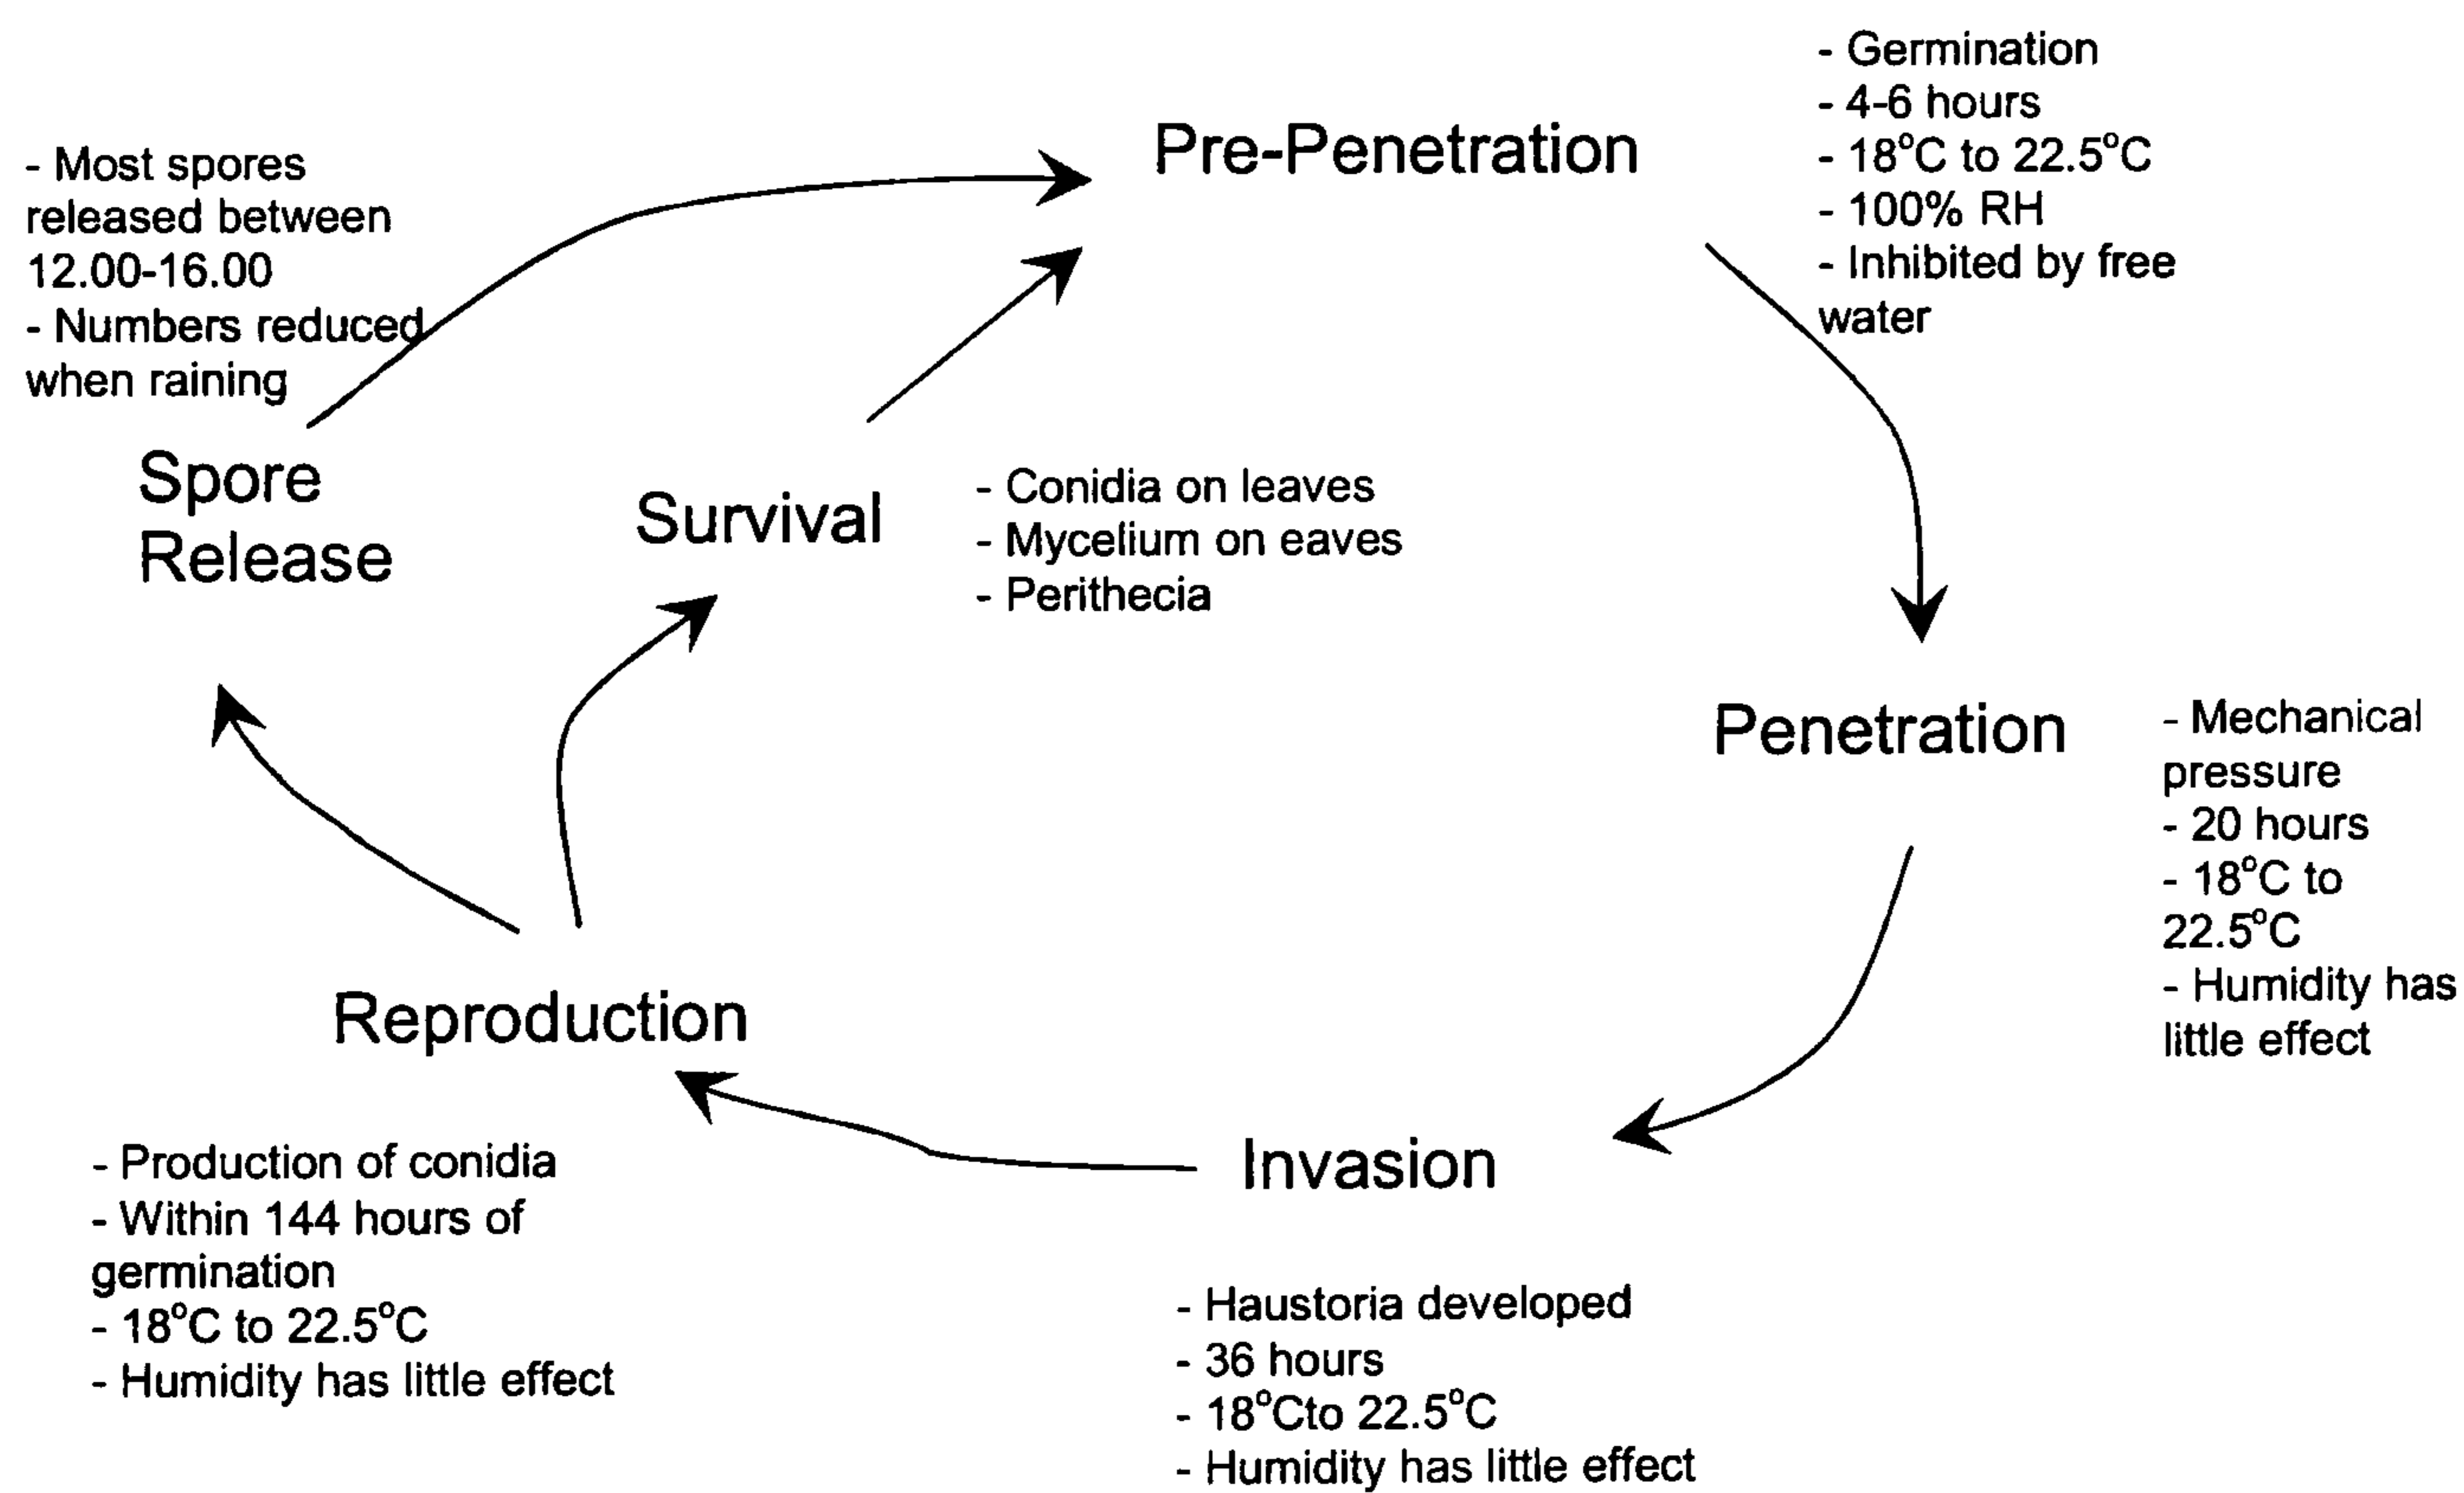 - Most spores
released between
12.00-16.00
- Numbers reduced
when raining
Spore
Release
Pre-Penetration
- Germination
- 4-6 hours
- 18°C to 22.5°C
- 100% RH
- Inhibited by free
water
Survival
- Conidia on leaves
- Mycelium on eaves
- Perithecia
Penetration
- Mechanical
pressure
- 20 hours
- 18°C to
22.5°C
- Humidity has
little effect
Reproduction
- Production of conidia
- Within 144 hours of
germination
- 18°C to 22.5°C
- Humidity has little effect
Invasion
- Haustoria developed
- 36 hours
- 18°Cto 22.5°C
- Humidity has little effect